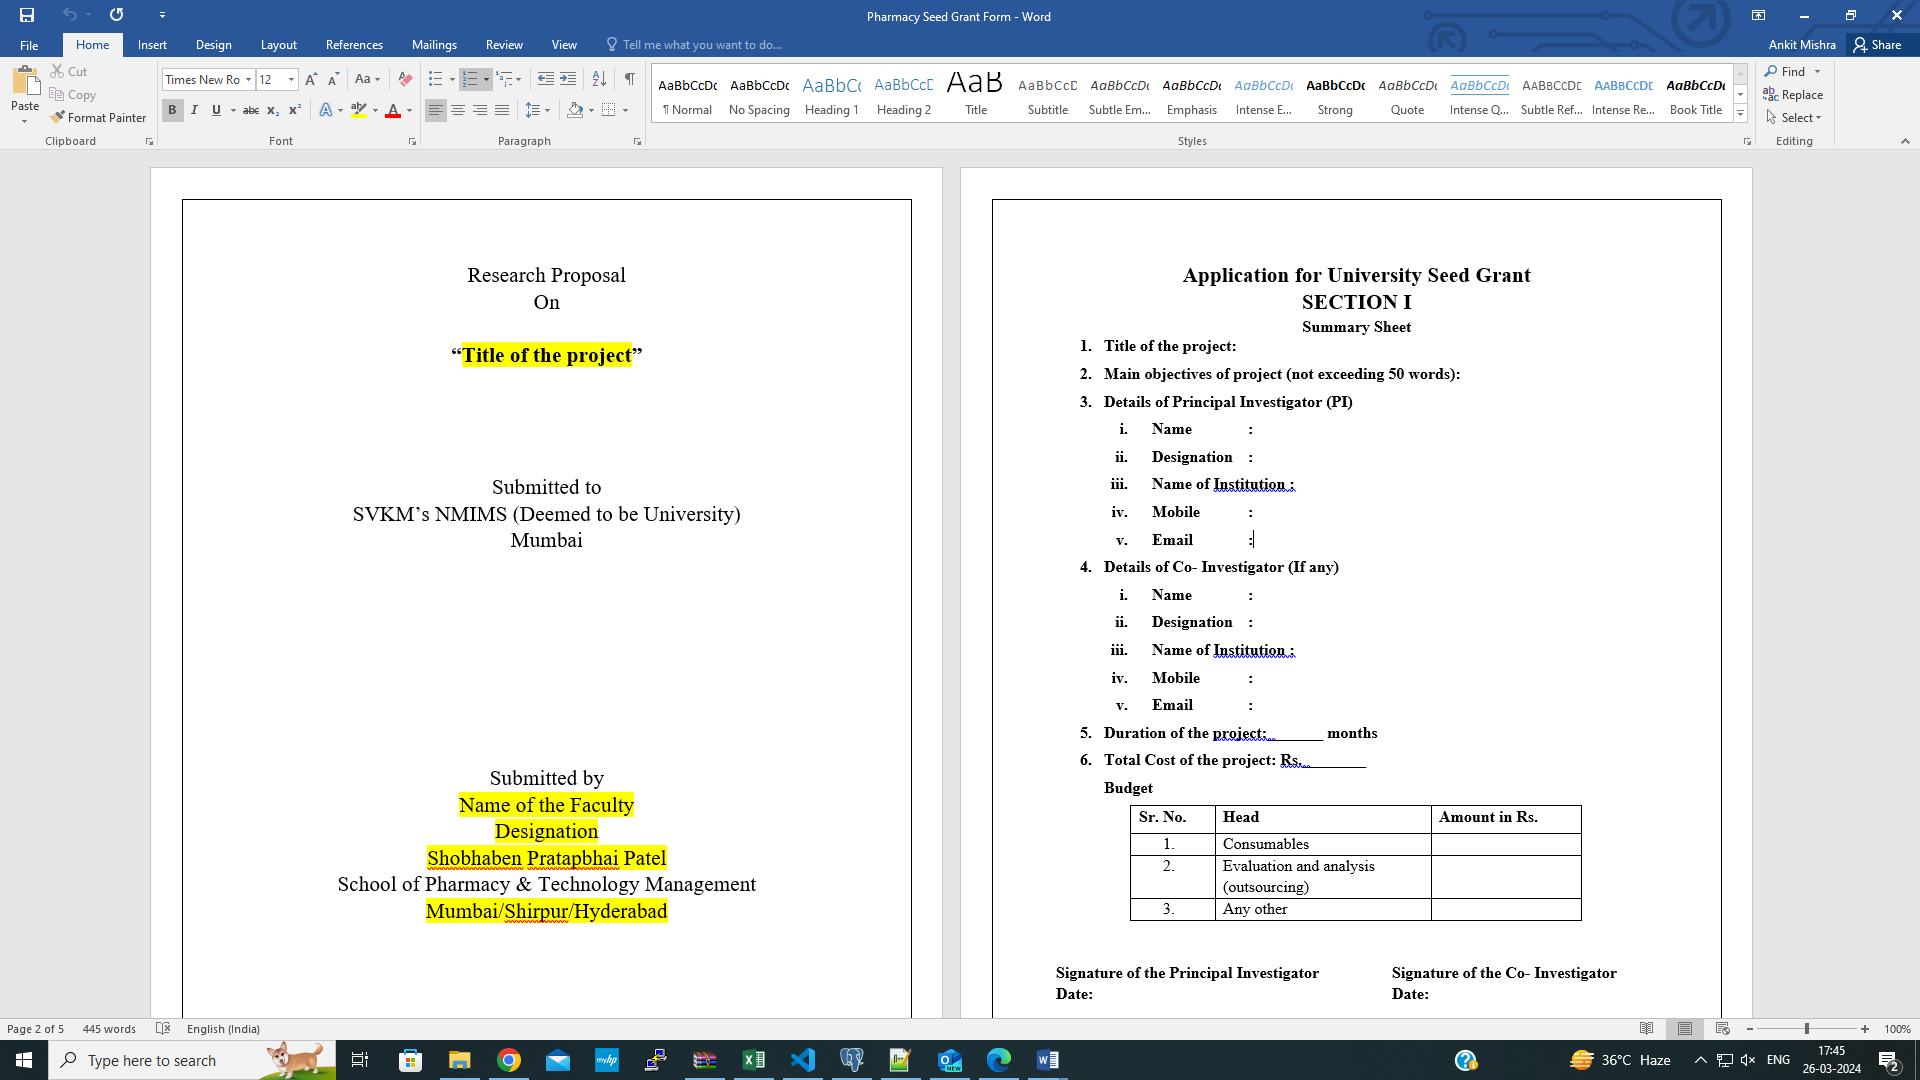 Pharmacy Seed Grant Form - Word
File Home Insert Design Layout References Mailings Review View Tell me what you want to do... Ankit Mishra Share
Paste
Cut
Copy
Format Painter
Clipboard
Times New Ro 12
Font
Paragraph
AaBbCcDc AaBbCcDc AaBbCc AaBbCcD AaB AaBbCcD AaBbCcDc AaBbCcDc AaBbCcDc AaBbCcDc AaBbCcDc AaBbCcDc AaBbCcDc AaBbCcDc AaBbCcDc
¶ Normal No Spacing Heading 1 Heading 2 Title Subtitle Subtle Em... Emphasis Intense E... Strong Quote Intense Q... Subtle Ref... Intense Re... Book Title
Styles
Find
Replace
Select
Editing
Research Proposal
On
“Title of the project”
Submitted to
SVKM’s NMIMS (Deemed to be University)
Mumbai
Submitted by
Name of the Faculty
Designation
Shobhaben Pratapbhai Patel
School of Pharmacy & Technology Management
Mumbai/Shirpur/Hyderabad
Application for University Seed Grant
SECTION I
Summary Sheet
1. Title of the project:
2. Main objectives of project (not exceeding 50 words):
3. Details of Principal Investigator (PI)
i. Name :
ii. Designation :
iii. Name of Institution :
iv. Mobile :
v. Email :
4. Details of Co- Investigator (If any)
i. Name :
ii. Designation :
iii. Name of Institution :
iv. Mobile :
v. Email :
5. Duration of the project:_______ months
6. Total Cost of the project: Rs.________
Budget
Sr. No. Head Amount in Rs.
1. Consumables
2. Evaluation and analysis
(outsourcing)
3. Any other
Signature of the Principal Investigator Signature of the Co- Investigator
Date: Date:
Page 2 of 5 445 words English (India) 100%
Type here to search
36°C Haze
ENG
17:45
26-03-2024
2